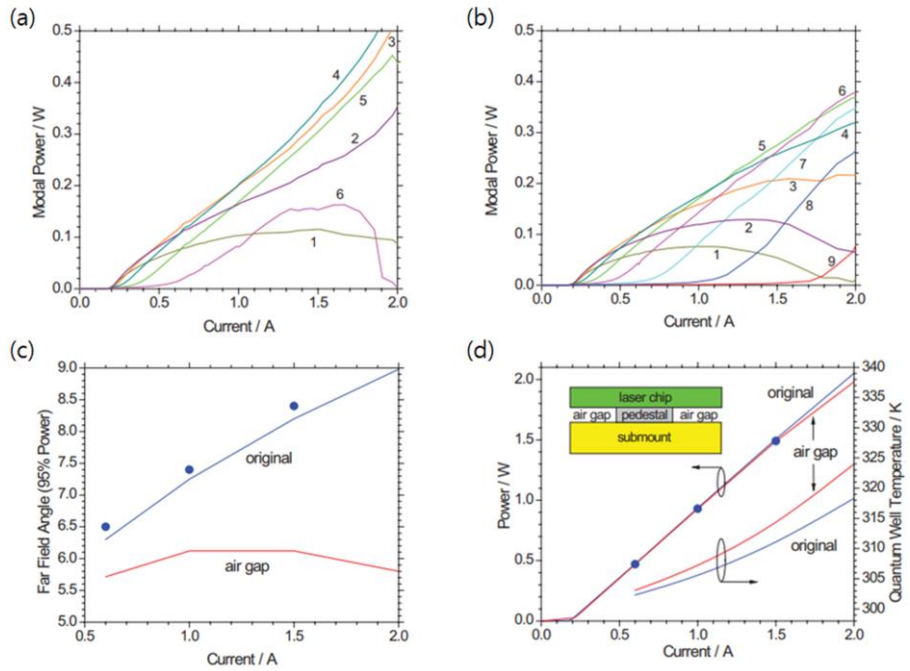 (a)
0.5
0.4
0.3
0.2
0.1
0.0
Modal Power / W
0.0 0.5 1.0 1.5 2.0
Current / A
4
3
5
2
6
1
(b)
0.5
0.4
0.3
0.2
0.1
0.0
Modal Power / W
0.0 0.5 1.0 1.5 2.0
Current / A
6
5
4
7
3
8
2
1
9
(c)
9.0
8.5
8.0
7.5
7.0
6.5
6.0
5.5
5.0
Far Field Angle (95% Power)
0.5 1.0 1.5 2.0
Current / A
original
air gap
(d)
2.0
1.5
1.0
0.5
0.0
Power / W
0.0 0.5 1.0 1.5 2.0
Current / A
340
335
330
325
320
315
310
305
300
Quantum Well Temperature / K
laser chip
air gap pedestal air gap
submount
original
air gap
original